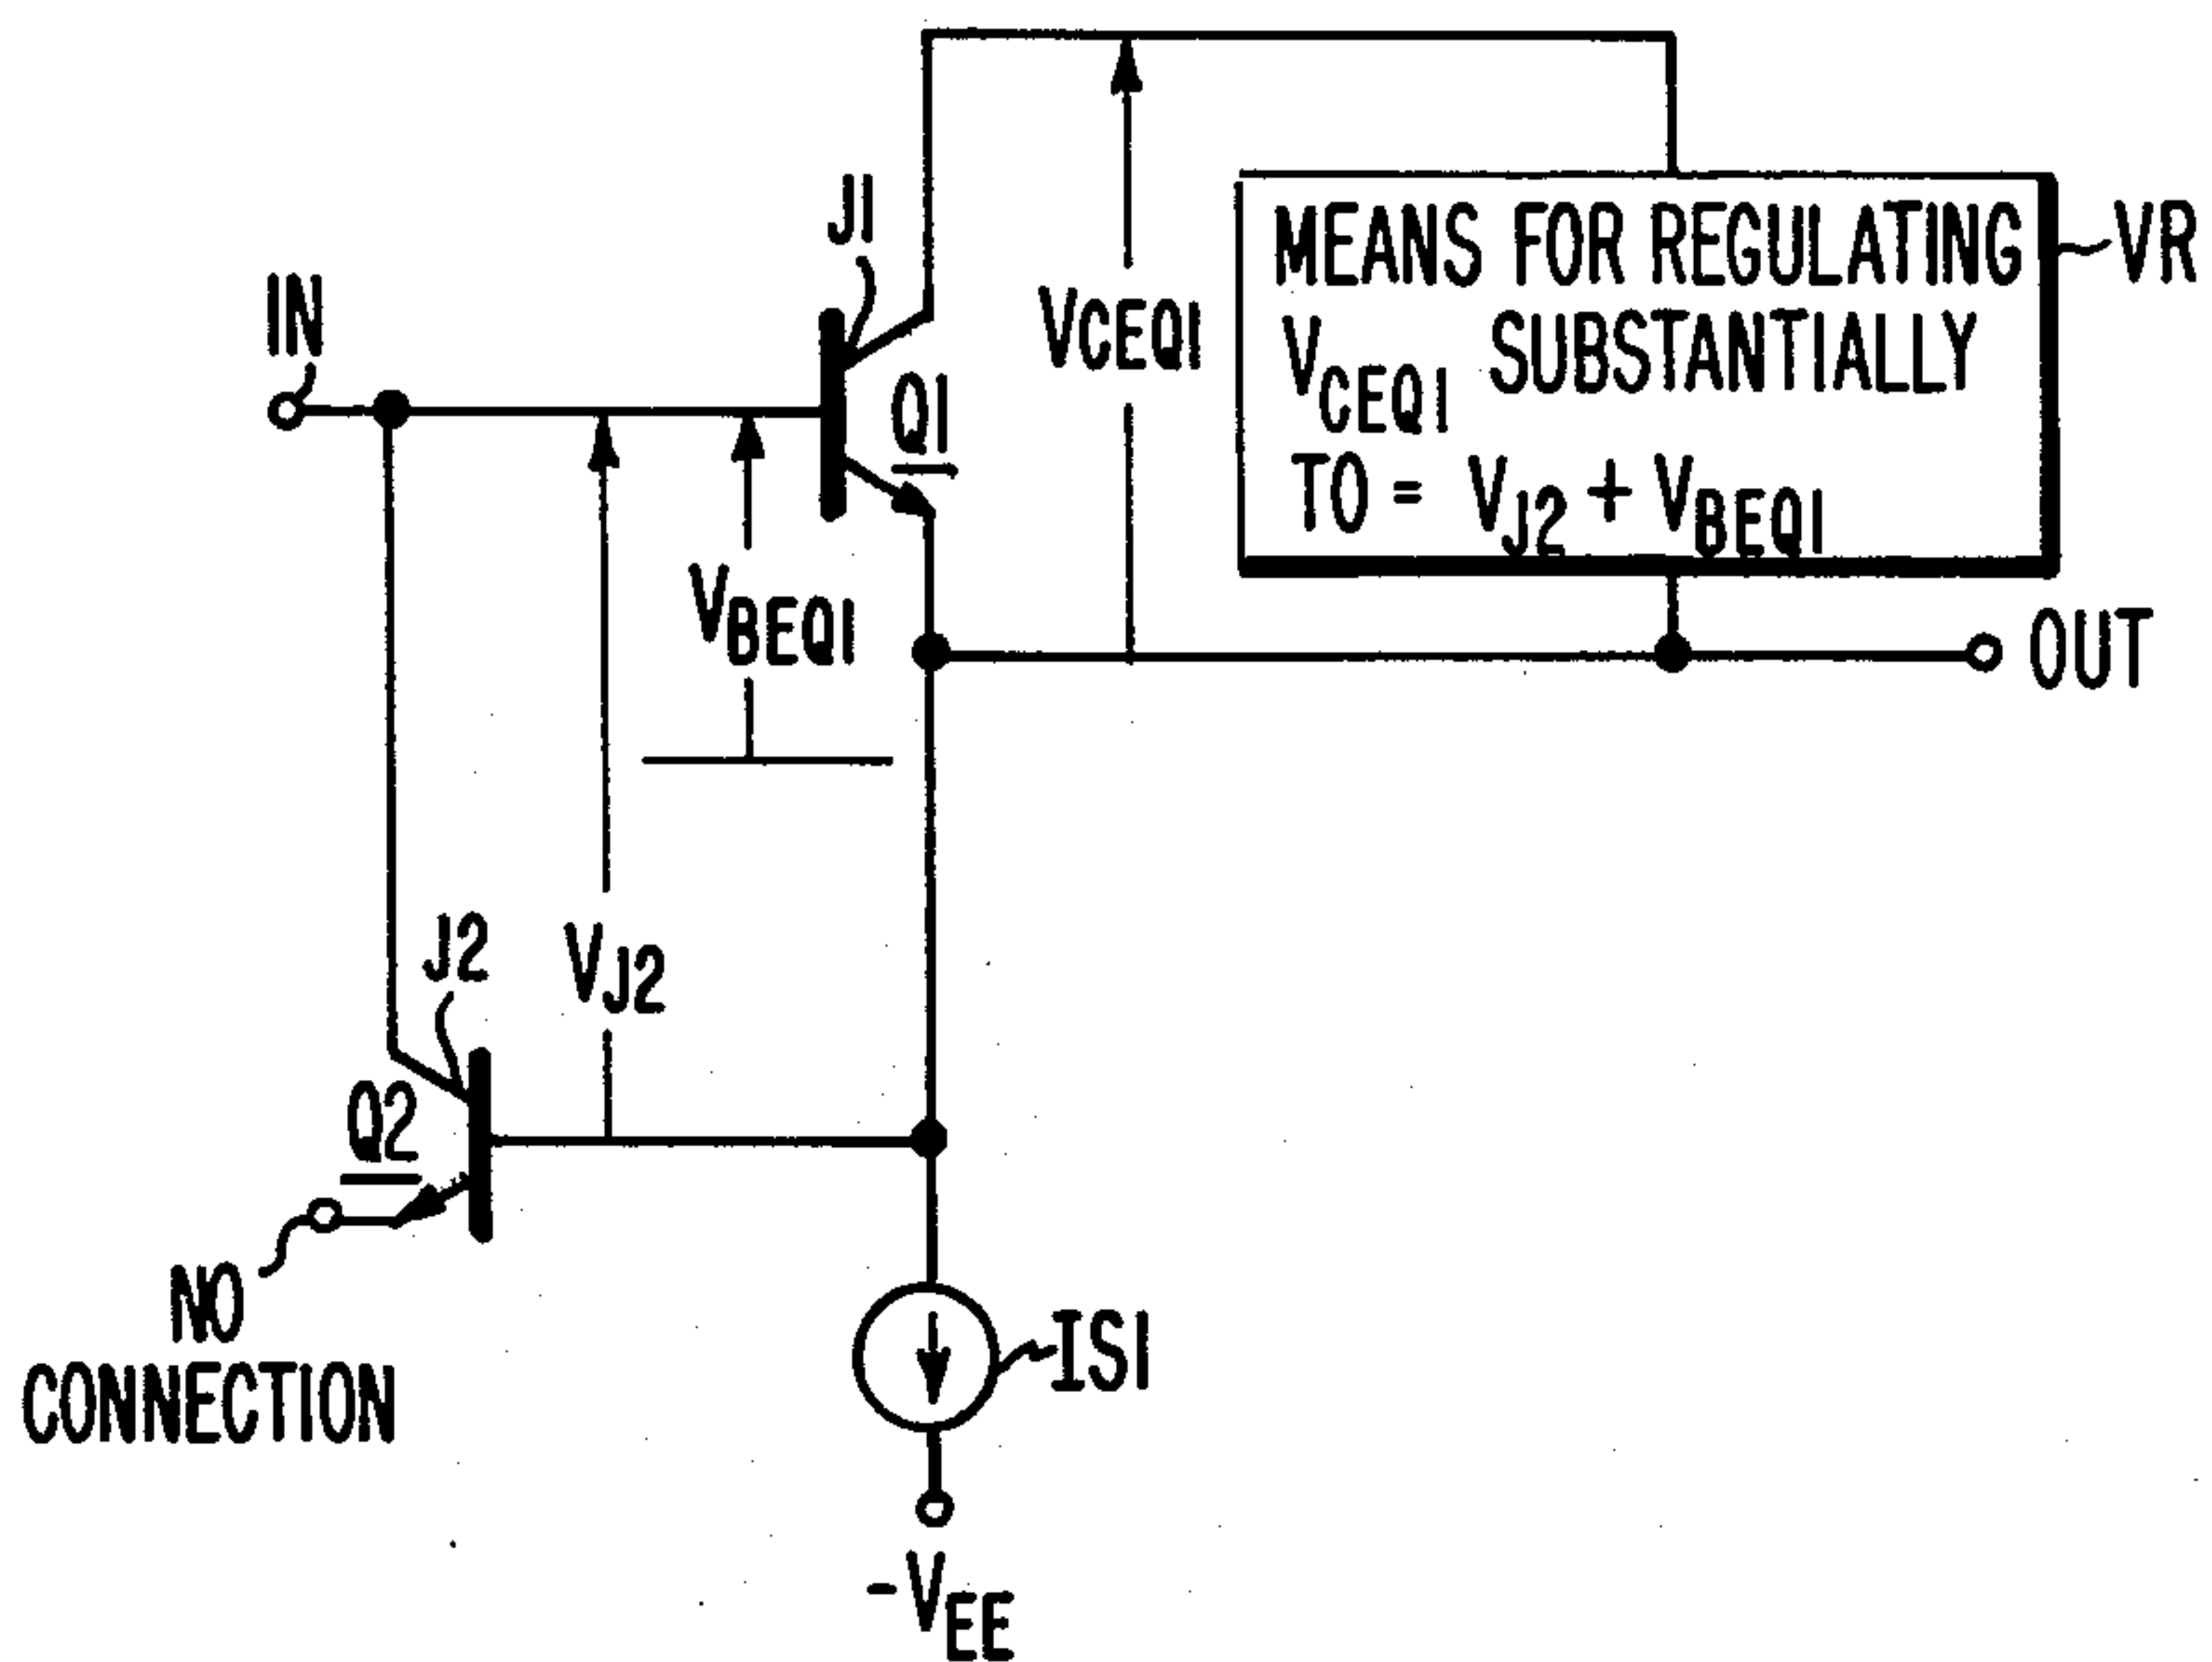 J1
IN
Q1
VCEQ1
MEANS FOR REGULATING
VCEQ1 SUBSTANTIALLY
TO = VJ2 + VBEQ1
VR
VBEQ1
OUT
J2
VJ2
Q2
NO
CONNECTION
IS1
-VEE